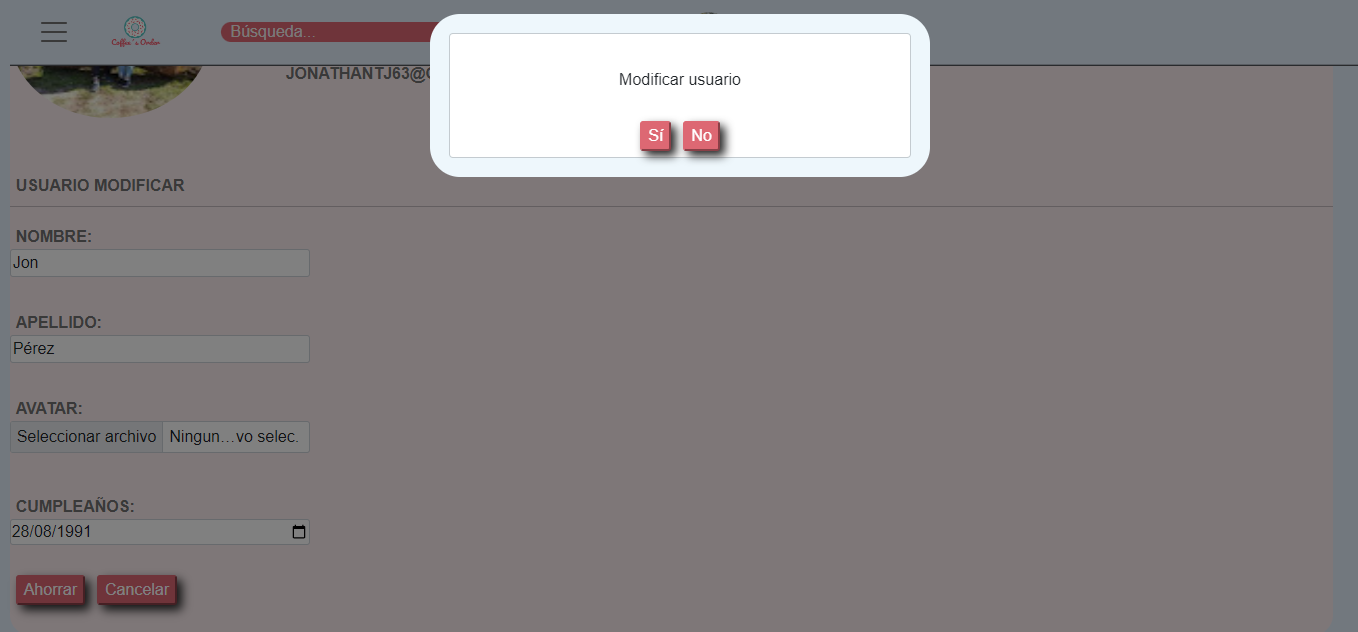 Coffee's Order
Búsqueda...
JONATHANTJ63@
Modificar usuario
Sí No
USUARIO MODIFICAR
NOMBRE:
Jon
APELLIDO:
Pérez
AVATAR:
Seleccionar archivo Ningun...vo selec.
CUMPLEAÑOS:
28/08/1991
Ahorrar Cancelar